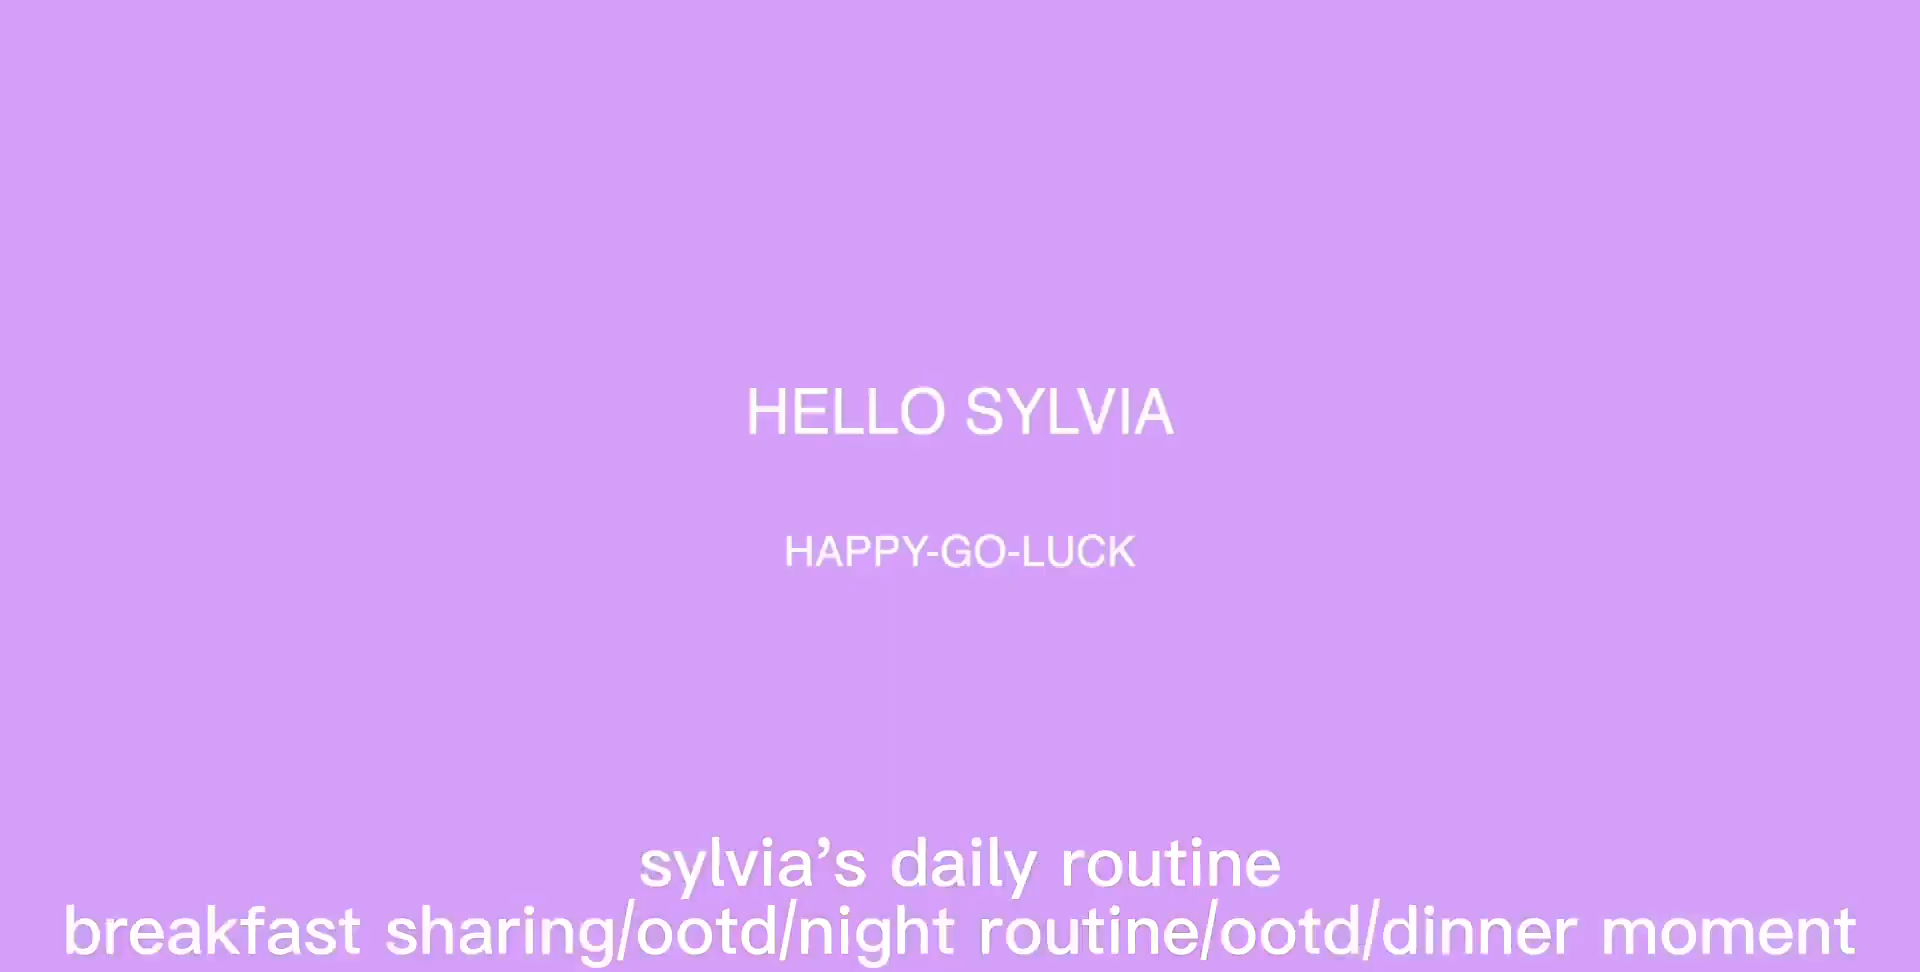 HELLO SYLVIA
HAPPY-GO-LUCK
sylvia’s daily routine
breakfast sharing/ootd/night routine/ootd/dinner moment